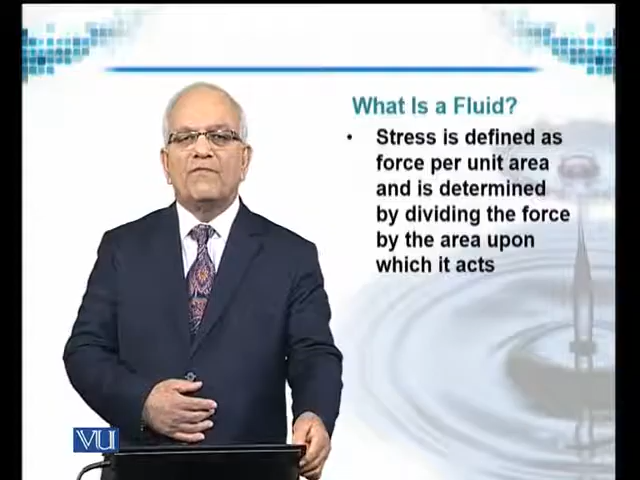 What Is a Fluid?
• Stress is defined as
force per unit area
and is determined
by dividing the force
by the area upon
which it acts
VU